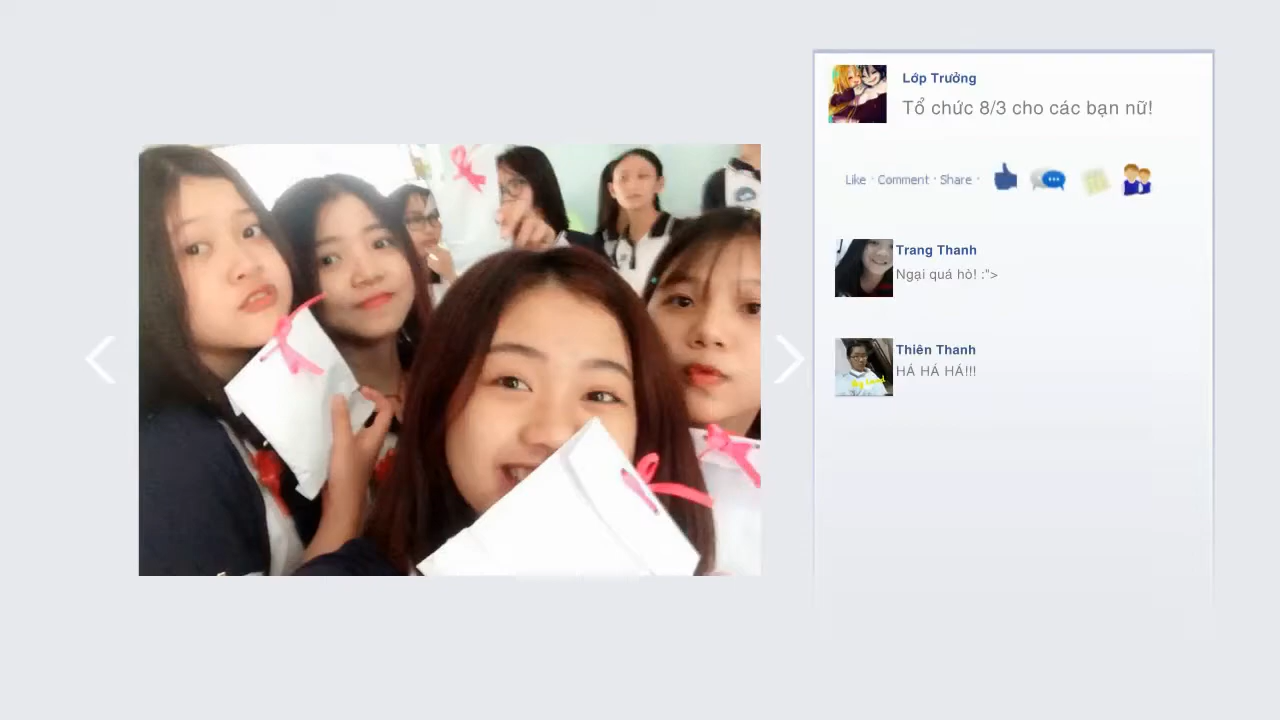 Lớp Trưởng
Tổ chức 8/3 cho các bạn nữ!
Like · Comment · Share ·
Trang Thanh
Ngại quá hò! :">
Thiên Thanh
HÁ HÁ HÁ!!!